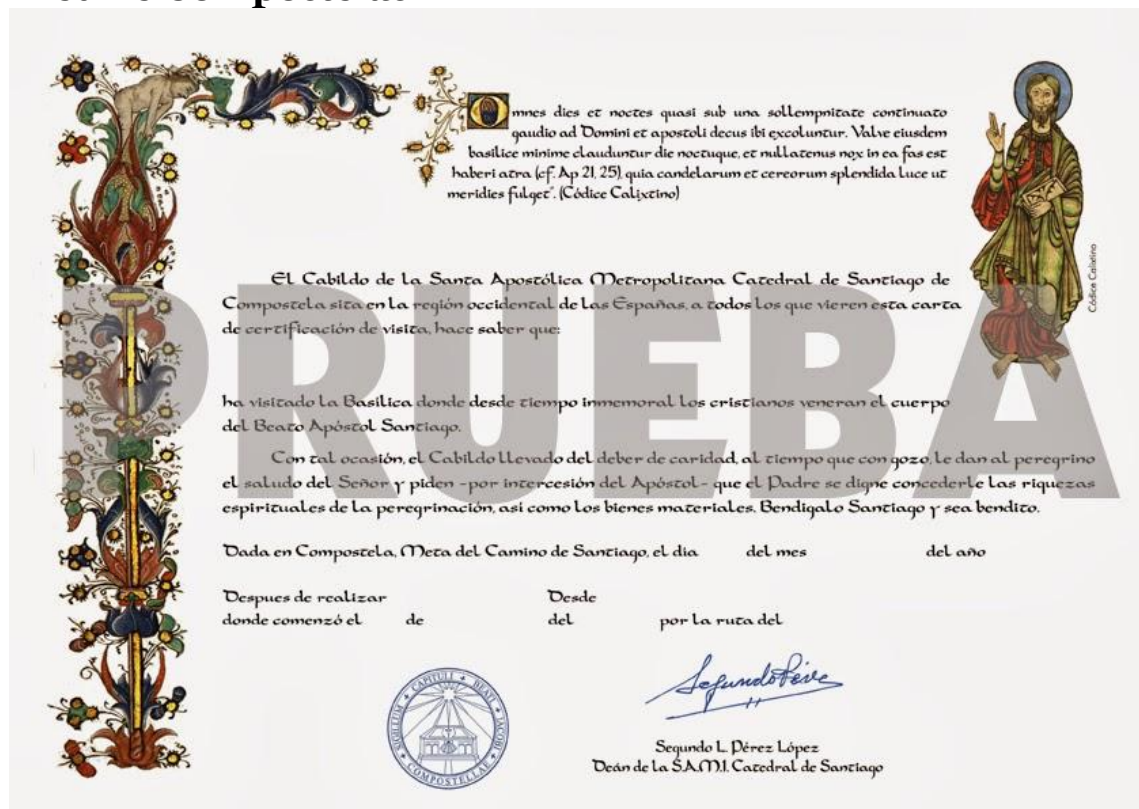 Omnes dies et noctes quasi sub una sollempnitate continuato
gaudio ad Domini et apostoli decus ibi excoluntur. Valve eiusdem
basilice minime clauduntur die noctuque, et nullatenus nox in ea fas est
haberi atra (cf. Ap 21, 25), quia candelarum et cereorum splendida luce ut
meridies fulget". (Códice Calixtino)
Códice Calixtino
El Cabildo de la Santa Apostólica Metropolitana Catedral de Santiago de
Compostela sita en la región occidental de las Españas, a todos los que vieren esta carta
de certificación de visita, hace saber que:
PRUEBA
ha visitado la Basílica donde desde tiempo inmemoral los cristianos veneran el cuerpo
del Beato Apóstol Santiago.
Con tal ocasión, el Cabildo llevado del deber de caridad, al tiempo que con gozo, le dan al peregrino
el saludo del Señor y piden -por intercesión del Apóstol- que el Padre se digne concederle las riquezas
espirituales de la peregrinación, así como los bienes materiales. Bendígalo Santiago y sea bendito.
Dada en Compostela, Meta del Camino de Santiago, el día del mes del año
Despues de realizar Desde
donde comenzó el de del por la ruta del
SIGILLUM CAPITULI BEATI JACOBI COMPOSTELLAE
Segundo L. Pérez López
Deán de la S.A.M.I. Catedral de Santiago